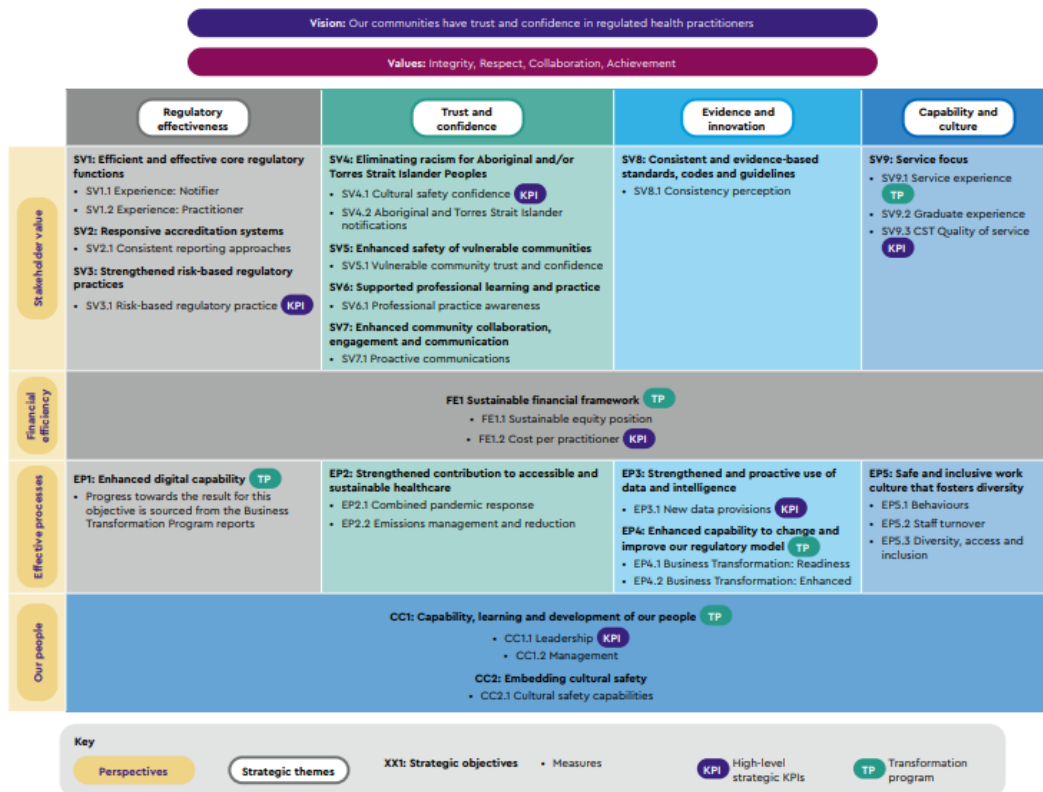 Vision: Our communities have trust and confidence in regulated health practitioners
Values: Integrity, Respect, Collaboration, Achievement
Regulatory
effectiveness
Trust and
confidence
Evidence and
innovation
Capability and
culture
Stakeholder value
SV1: Efficient and effective core regulatory
functions
• SV1.1 Experience: Notifier
• SV1.2 Experience: Practitioner
SV2: Responsive accreditation systems
• SV2.1 Consistent reporting approaches
SV3: Strengthened risk-based regulatory
practices
• SV3.1 Risk-based regulatory practice KPI
SV4: Eliminating racism for Aboriginal and/or
Torres Strait Islander Peoples
• SV4.1 Cultural safety confidence KPI
• SV4.2 Aboriginal and Torres Strait Islander
notifications
SV5: Enhanced safety of vulnerable communities
• SV5.1 Vulnerable community trust and confidence
SV6: Supported professional learning and practice
• SV6.1 Professional practice awareness
SV7: Enhanced community collaboration,
engagement and communication
• SV7.1 Proactive communications
SV8: Consistent and evidence-based
standards, codes and guidelines
• SV8.1 Consistency perception
SV9: Service focus
• SV9.1 Service experience
TP
• SV9.2 Graduate experience
• SV9.3 CST Quality of service
KPI
Financial
efficiency
FE1 Sustainable financial framework TP
• FE1.1 Sustainable equity position
• FE1.2 Cost per practitioner KPI
Effective processes
EP1: Enhanced digital capability TP
• Progress towards the result for this
objective is sourced from the Business
Transformation Program reports
EP2: Strengthened contribution to accessible and
sustainable healthcare
• EP2.1 Combined pandemic response
• EP2.2 Emissions management and reduction
EP3: Strengthened and proactive use of
data and intelligence
• EP3.1 New data provisions KPI
EP4: Enhanced capability to change and
improve our regulatory model TP
• EP4.1 Business Transformation: Readiness
• EP4.2 Business Transformation: Enhanced
EP5: Safe and inclusive work
culture that fosters diversity
• EP5.1 Behaviours
• EP5.2 Staff turnover
• EP5.3 Diversity, access and
inclusion
Our people
CC1: Capability, learning and development of our people TP
• CC1.1 Leadership KPI
• CC1.2 Management
CC2: Embedding cultural safety
• CC2.1 Cultural safety capabilities
Key
Perspectives
Strategic themes
XX1: Strategic objectives
• Measures
KPI High-level
strategic KPIs
TP Transformation
program